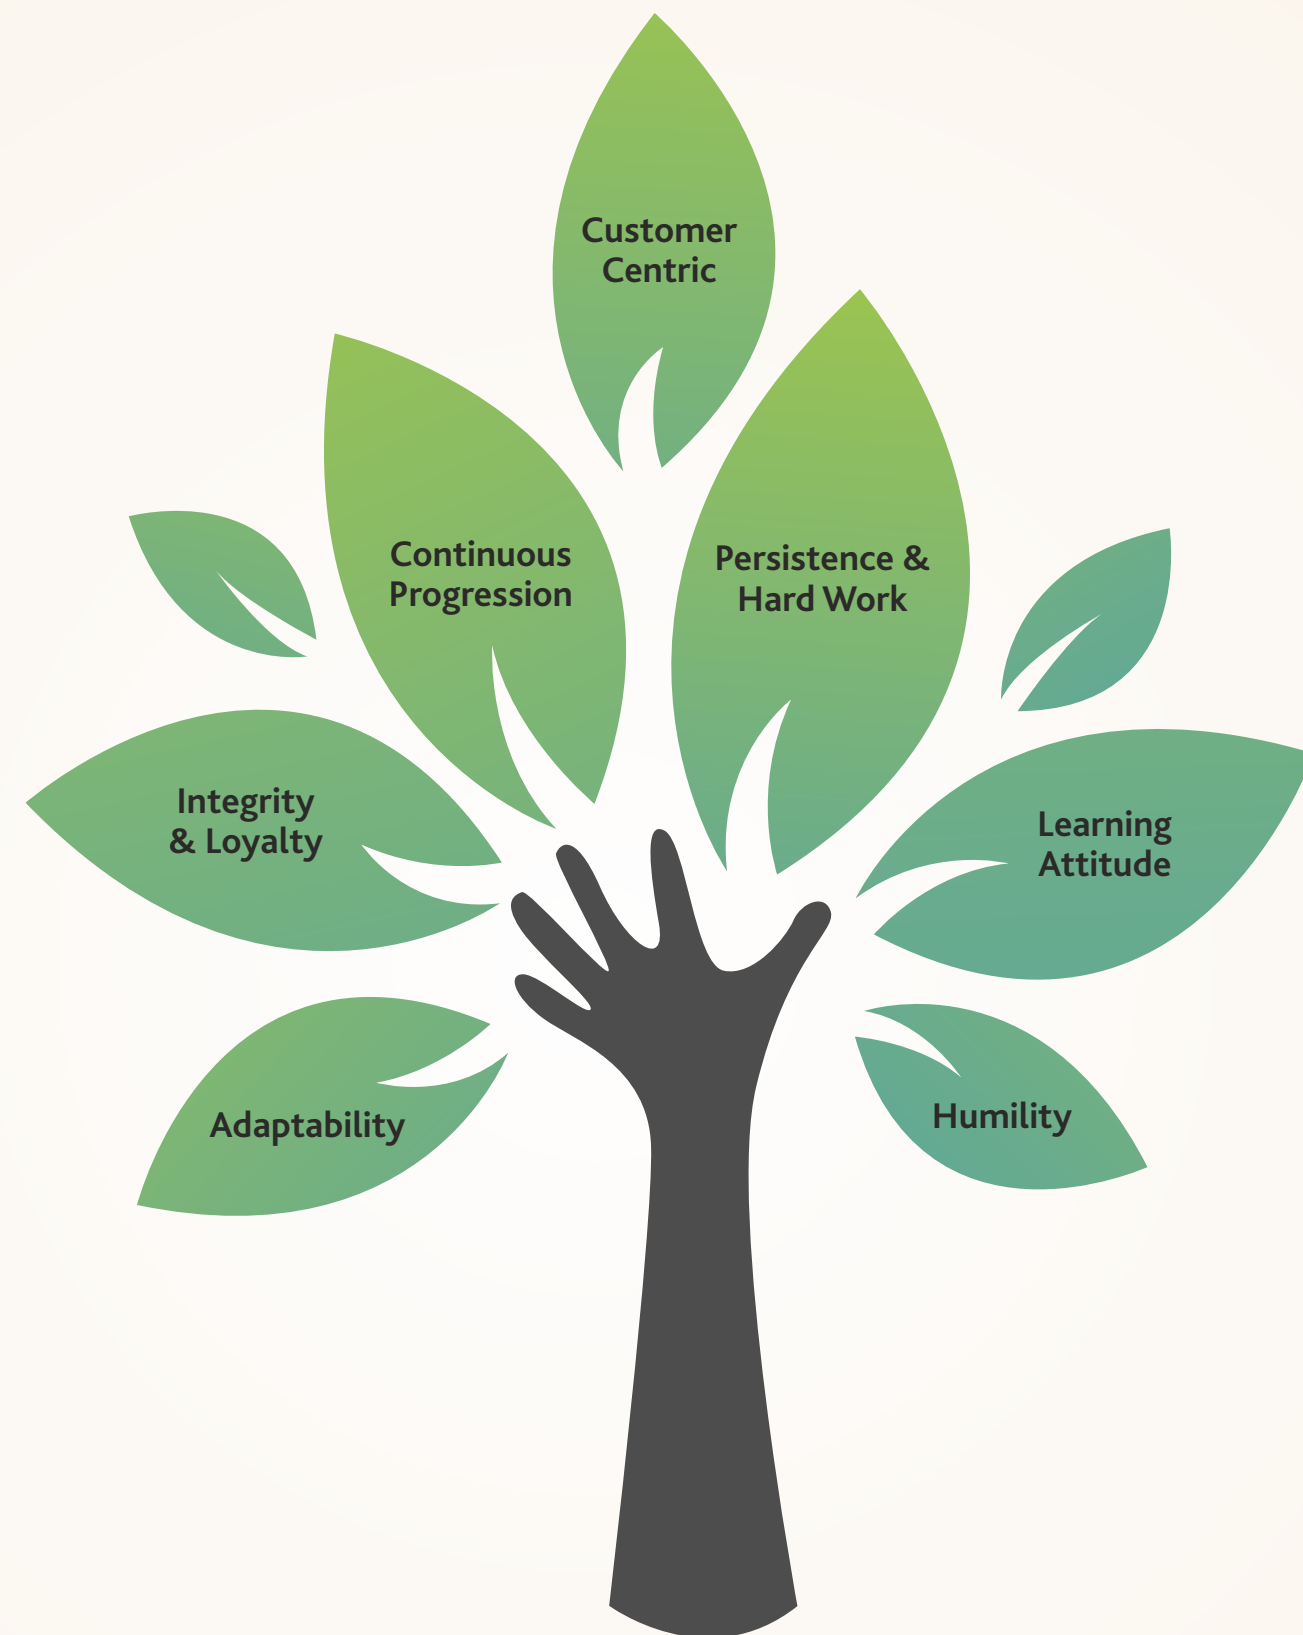 Customer
Centric
Continuous
Progression
Persistence &
Hard Work
Integrity
& Loyalty
Learning
Attitude
Adaptability
Humility